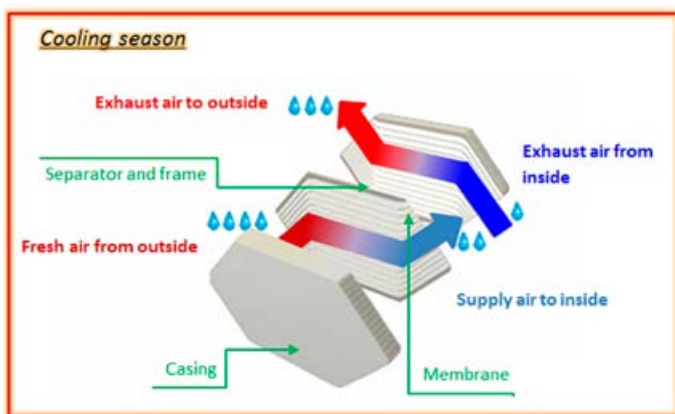 Cooling season
Exhaust air to outside
Exhaust air from
inside
Separator and frame
Fresh air from outside
Supply air to inside
Casing
Membrane